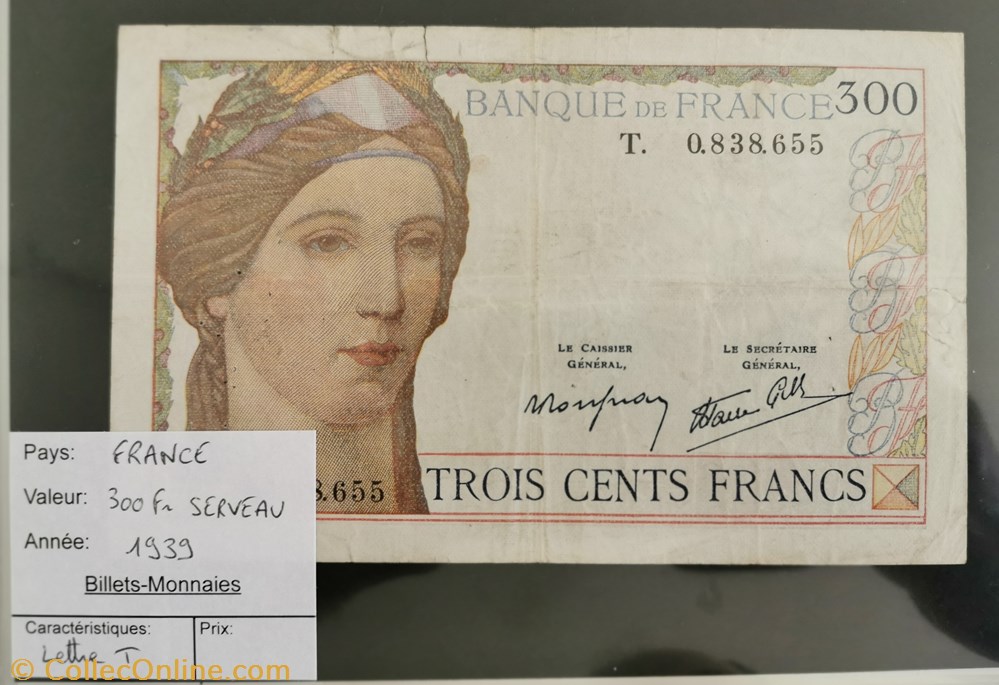 BANQUE DE FRANCE 300
T. 0.838.655
LE CAISSIER
GÉNÉRAL,
LE SECRÉTAIRE
GÉNÉRAL,
8.655
TROIS CENTS FRANCS
Pays: FRANCE
Valeur: 300 Fr SERVEAU
Année: 1939
Billets-Monnaies
Caractéristiques:
Lettre T
Prix:
© CollecOnline.com